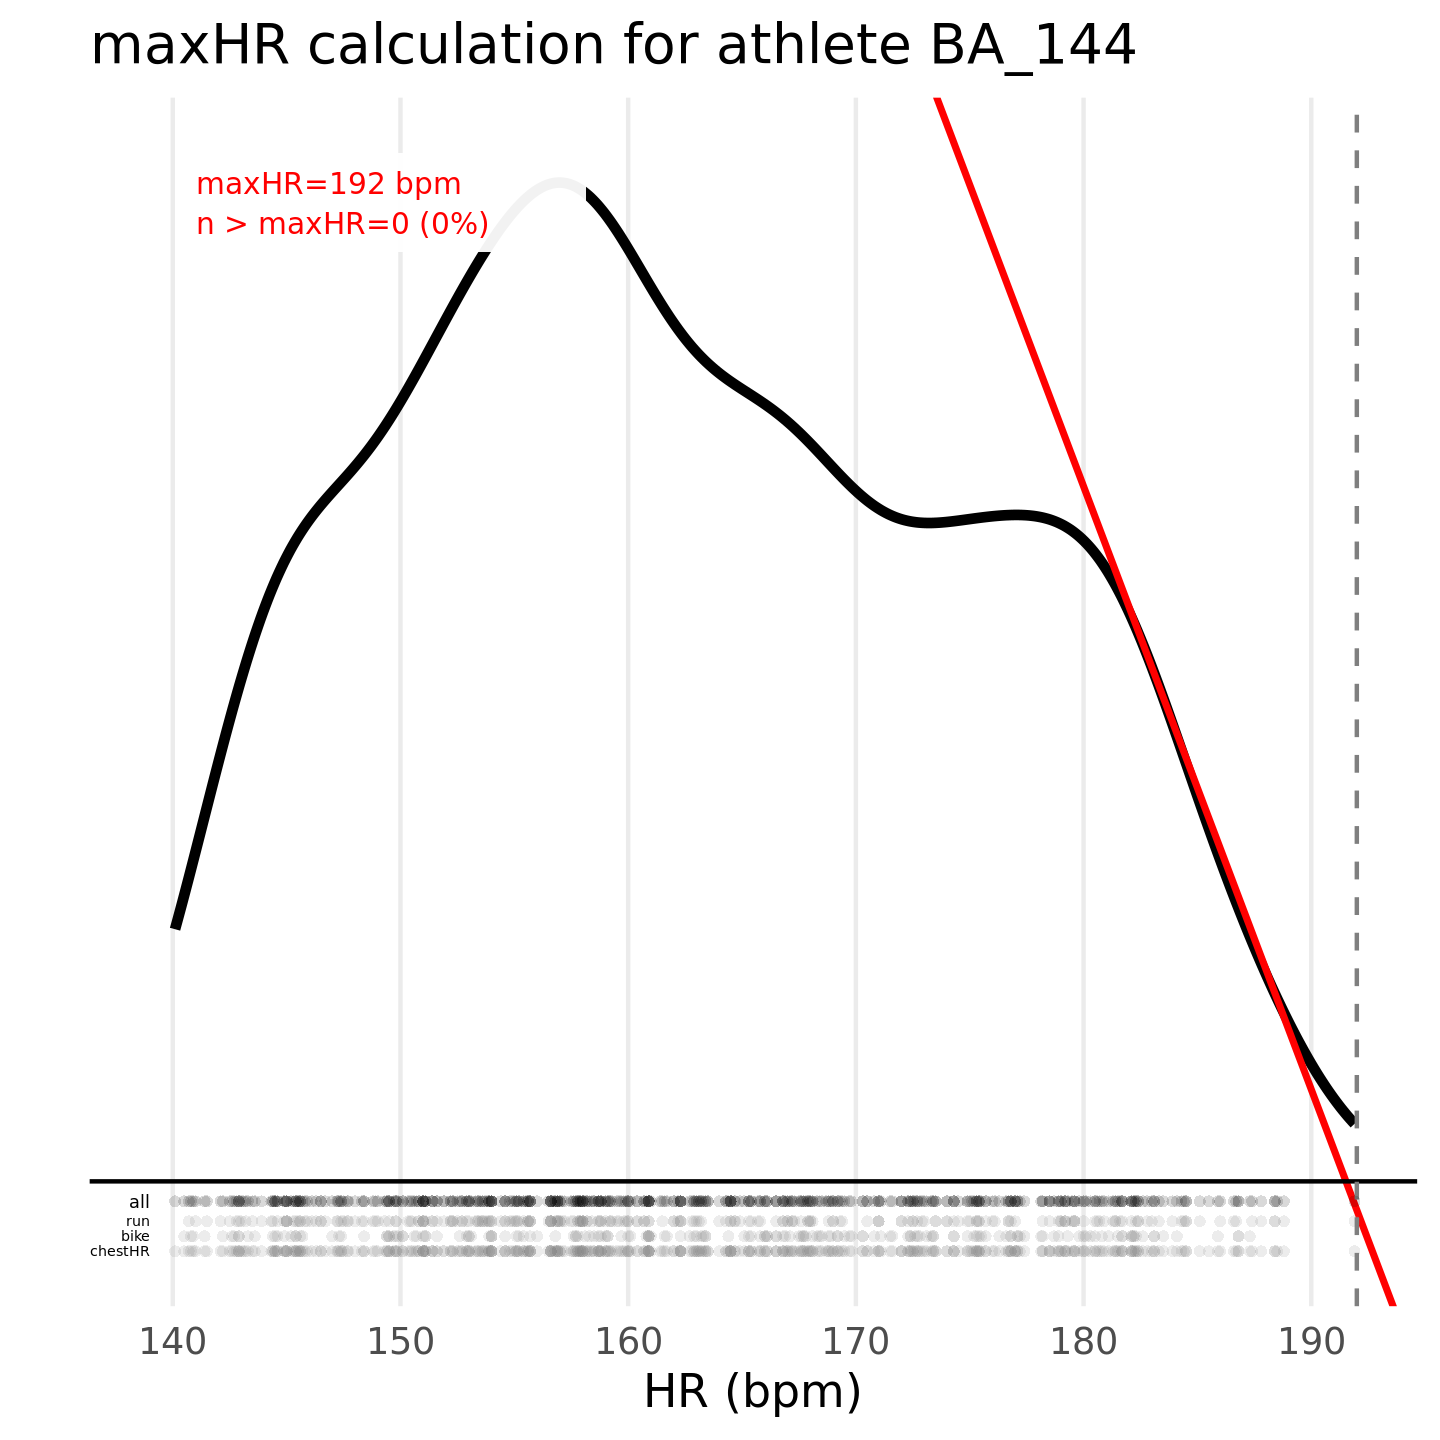 maxHR calculation for athlete BA_144
maxHR=192 bpm
n > maxHR=0 (0%)
all
run
bike
chestHR
140 150 160 170 180 190
HR (bpm)